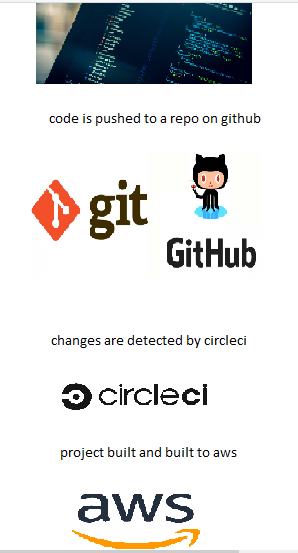 code is pushed to a repo on github
git
GitHub
changes are detected by circleci
circleci
project built and built to aws
aws